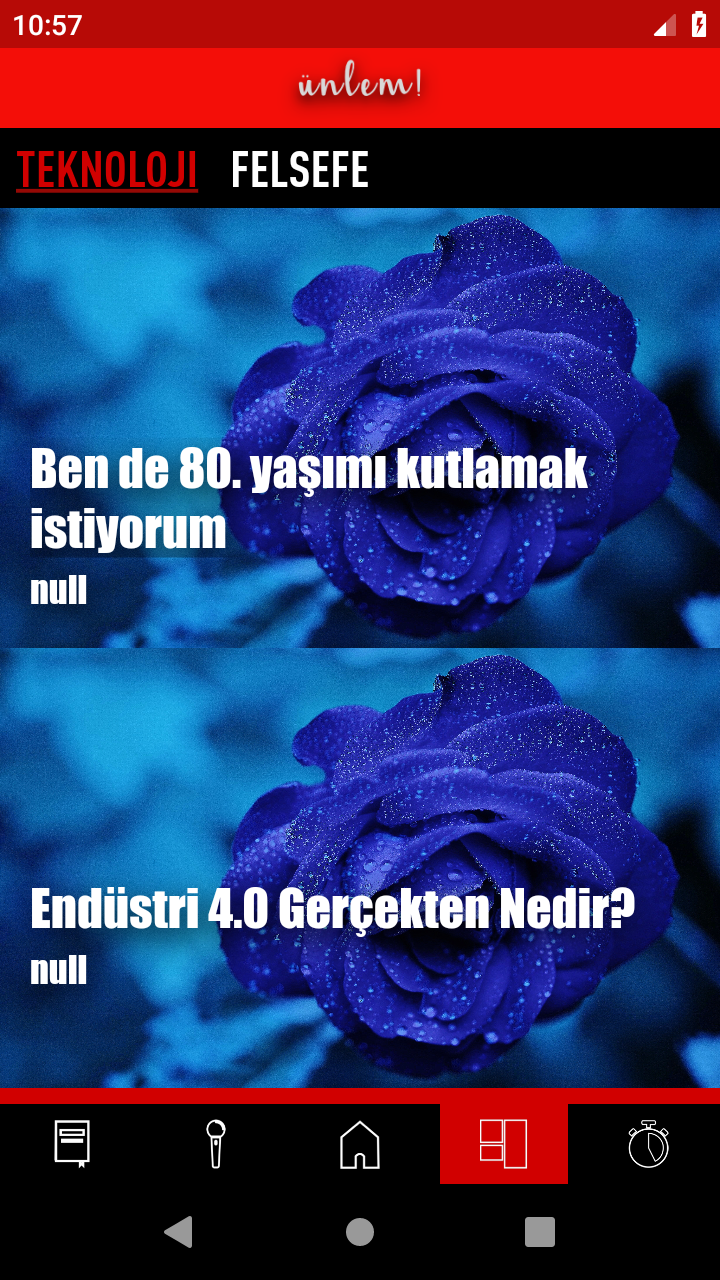 10:57
ünlem!
TEKNOLOJI FELSEFE
Ben de 80. yaşımı kutlamak
istiyorum
null
Endüstri 4.0 Gerçekten Nedir?
null